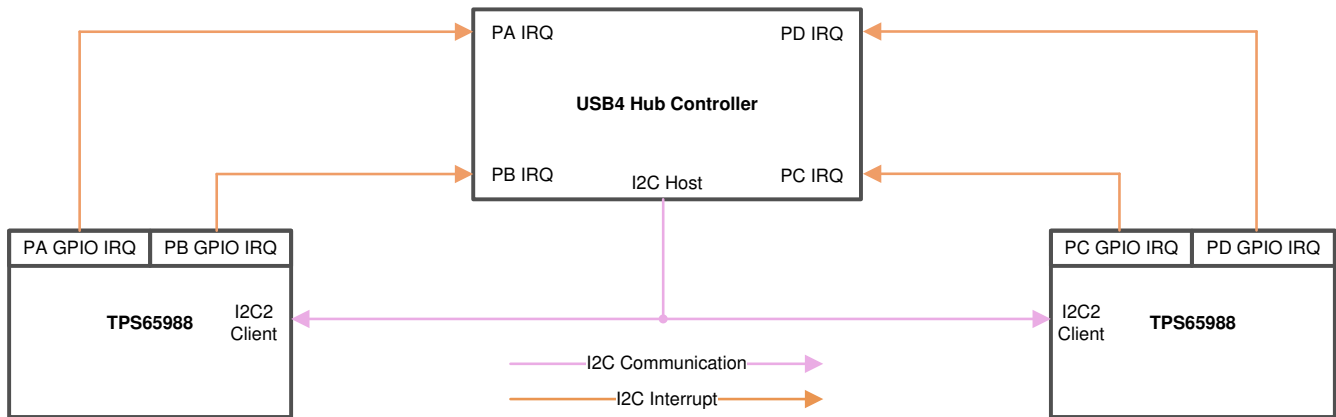 PA IRQ
PD IRQ
USB4 Hub Controller
PB IRQ
I2C Host
PC IRQ
PA GPIO IRQ
PB GPIO IRQ
PC GPIO IRQ
PD GPIO IRQ
TPS65988
I2C2
Client
I2C2
Client
TPS65988
I2C Communication
I2C Interrupt